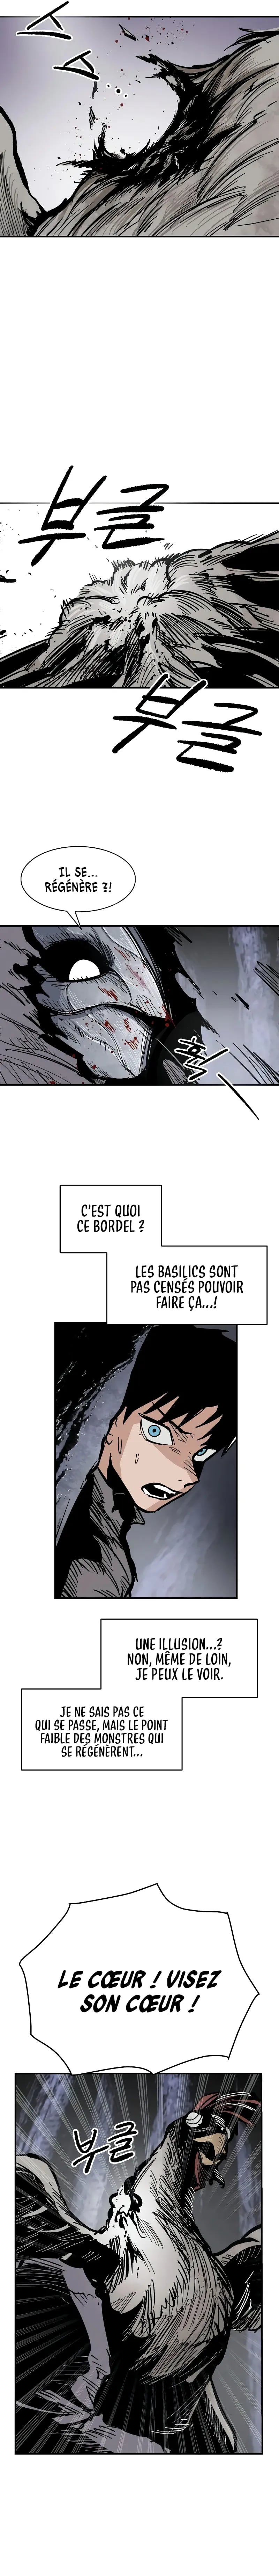 스
스
부글
부글
IL SE...
RÉGÉNÈRE ?!
C'EST QUOI
CE BORDEL ?
LES BASILICS SONT
PAS CENSÉS POUVOIR
FAIRE ÇA...!
UNE ILLUSION...?
NON, MÊME DE LOIN,
JE PEUX LE VOIR.
JE NE SAIS PAS CE
QUI SE PASSE, MAIS LE POINT
FAIBLE DES MONSTRES QUI
SE RÉGÉNÈRENT...
LE CŒUR ! VISEZ
SON CŒUR !
부글